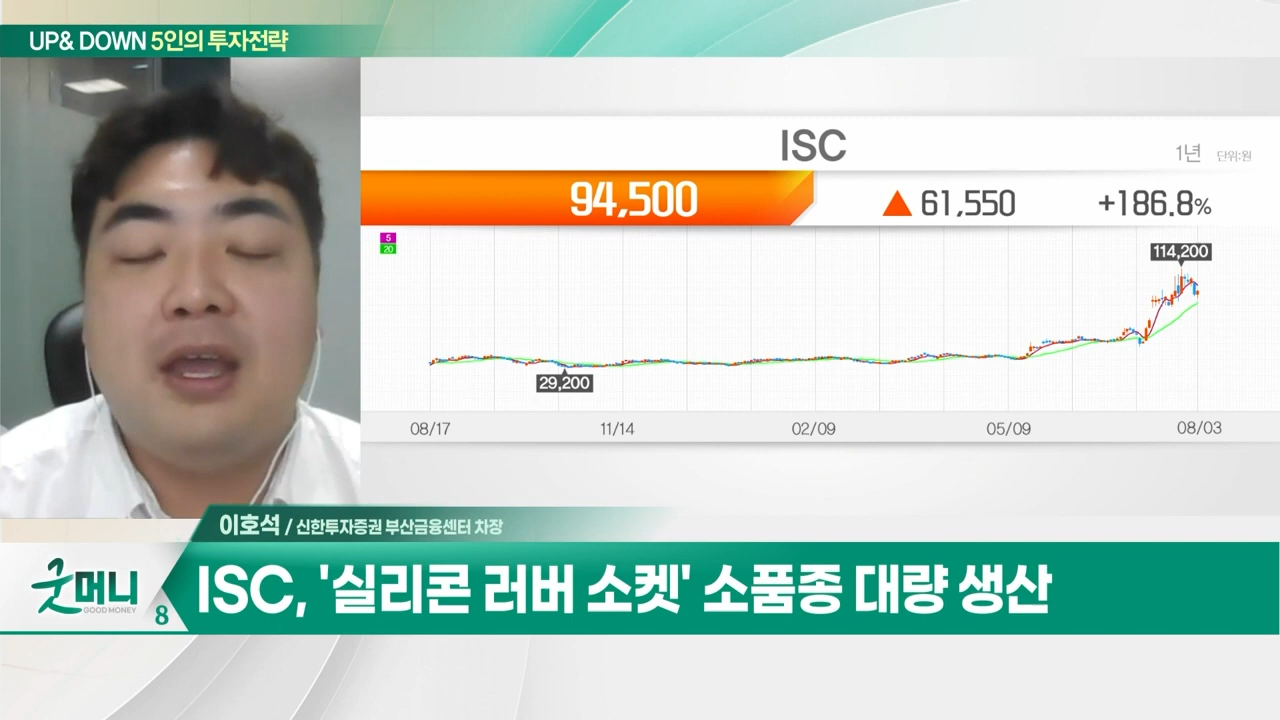 UP& DOWN 5인의 투자전략
ISC
1년 단위:원
94,500 ▲ 61,550 +186.8%
5
20
114,200
29,200
08/17 11/14 02/09 05/09 08/03
이호석 / 신한투자증권 부산금융센터 차장
굿머니
GOOD MONEY
8
ISC, '실리콘 러버 소켓' 소품종 대량 생산